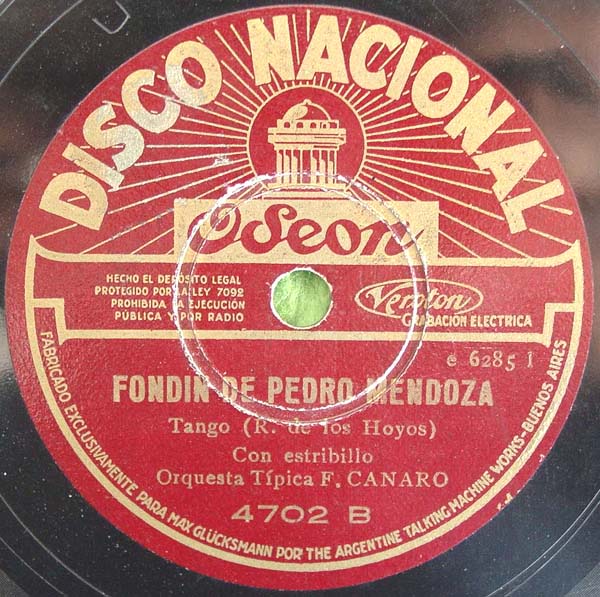 DISCO NACIONAL
Odeon
HECHO EL DEPOSITO LEGAL
PROTEGIDO POR LA LEY 7092
PROHIBIDA LA EJECUCIÓN
PÚBLICA Y POR RADIO
Veroton
GRABACIÓN ELECTRICA
e 6285 1
FONDIN DE PEDRO MENDOZA
Tango (R. de los Hoyos)
Con estribillo
Orquesta Típica F. CANARO
4702 B
FABRICADO EXCLUSIVAMENTE PARA MAX GLÜCKSMANN POR THE ARGENTINE TALKING MACHINE WORKS-BUENOS AIRES